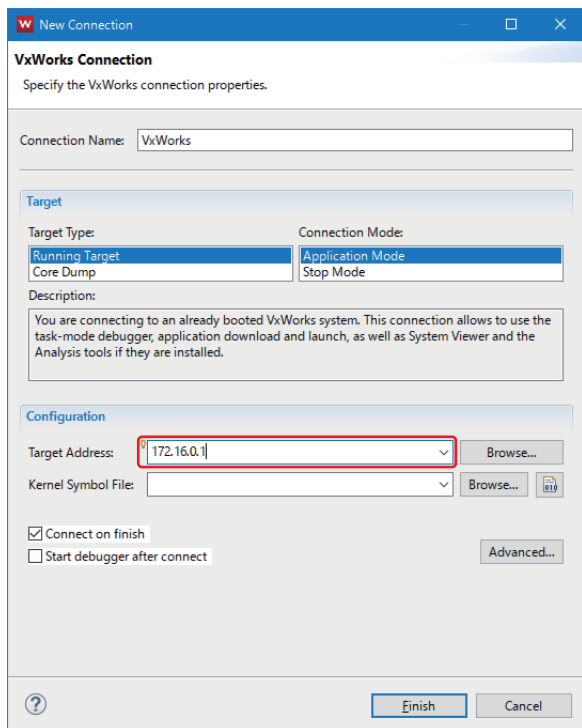 W New Connection
VxWorks Connection
Specify the VxWorks connection properties.
Connection Name: VxWorks
Target
Target Type: Connection Mode:
Running Target Application Mode
Core Dump Stop Mode
Description:
You are connecting to an already booted VxWorks system. This connection allows to use the
task-mode debugger, application download and launch, as well as System Viewer and the
Analysis tools if they are installed.
Configuration
Target Address: 172.16.0.1 Browse...
Kernel Symbol File: Browse... 010
Connect on finish
Start debugger after connect Advanced...
? Finish Cancel